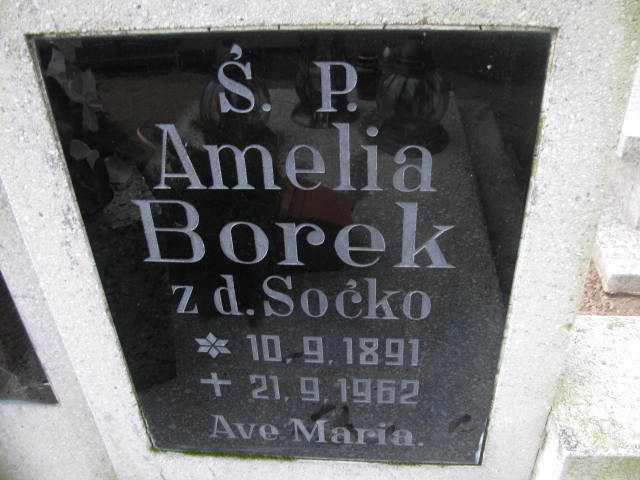 Ś. P.
Amelia
Borek
z d. Soćko
* 10. 9. 1891
+ 21. 9. 1962
Ave Maria.